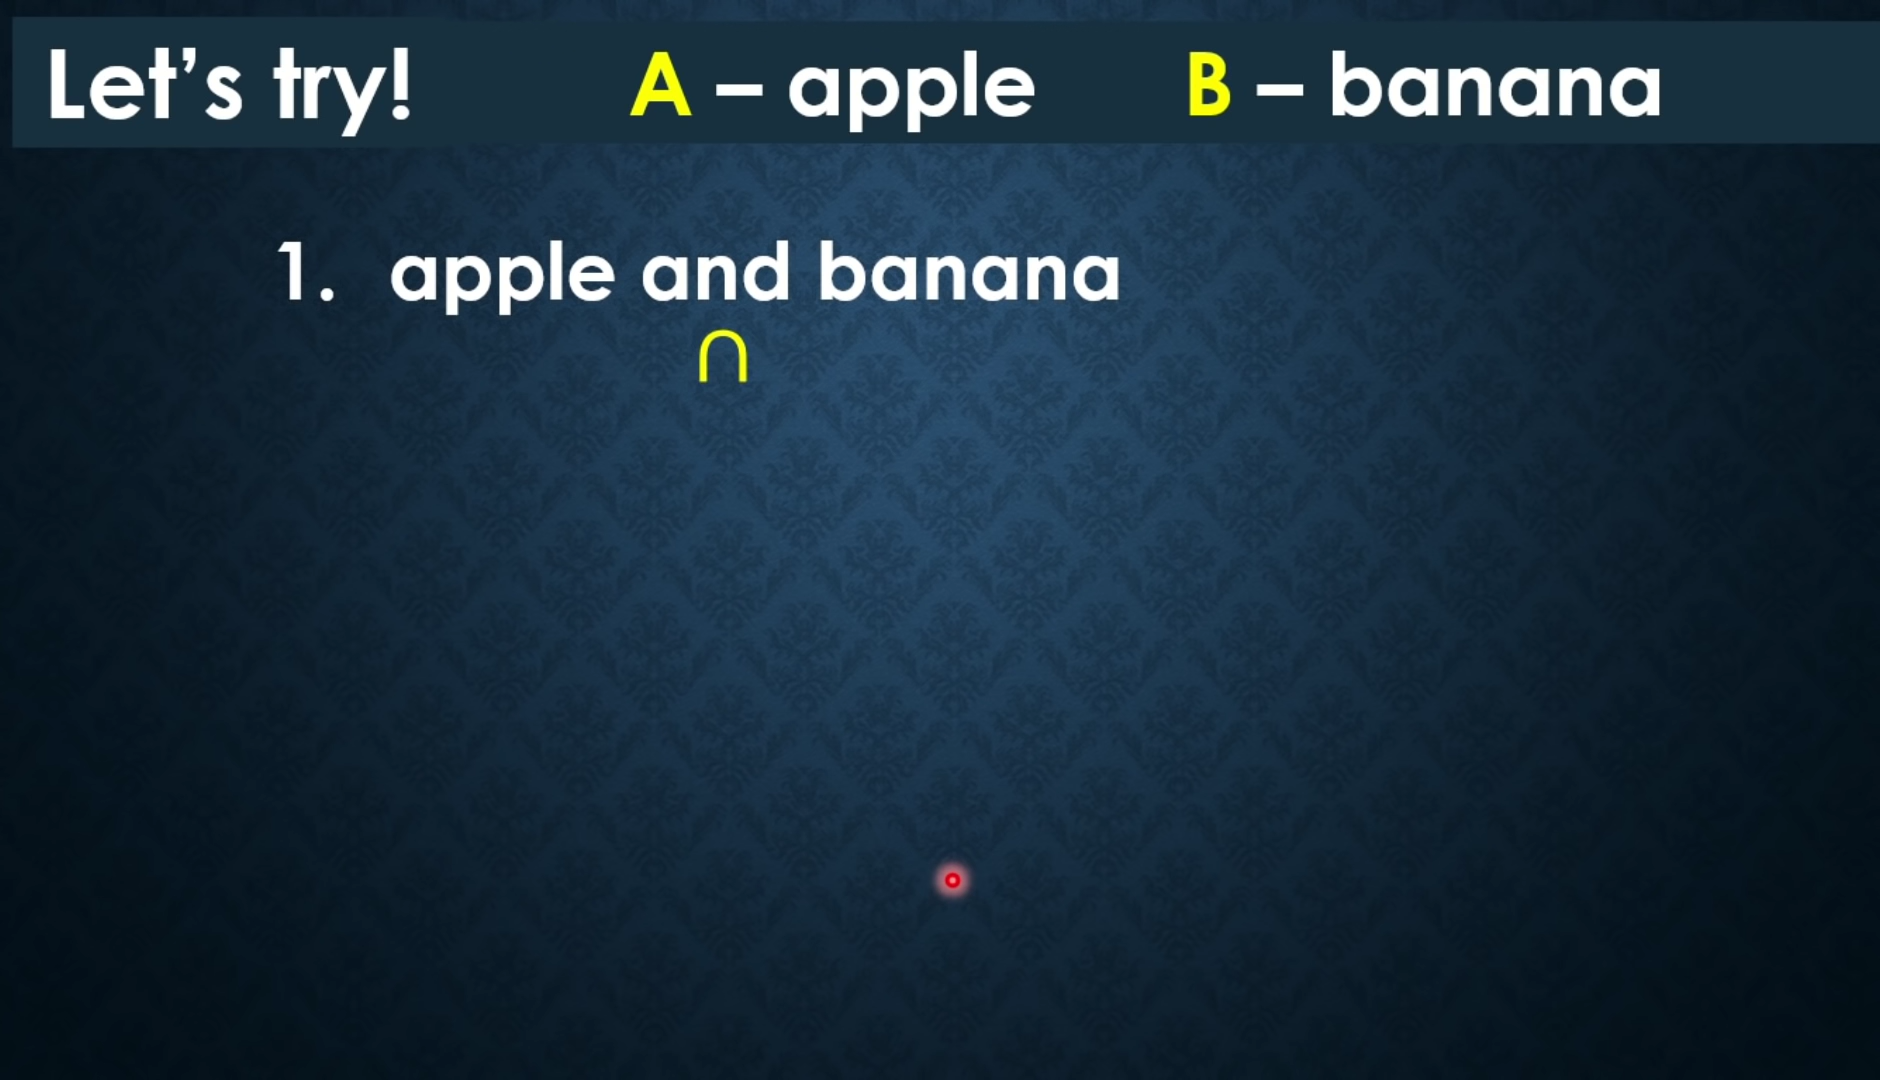 Let’s try! A – apple B – banana
1. apple and banana
∩